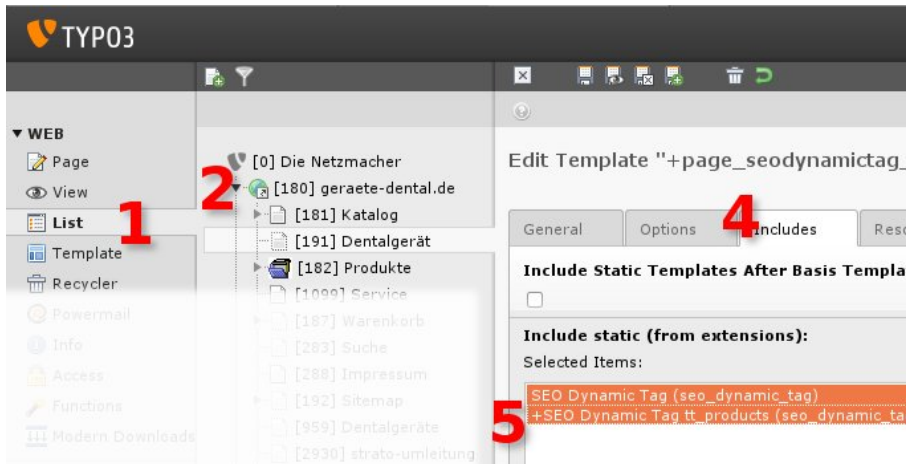 TYPO3
WEB
Page
View
List
Template
Recycler
Powermail
Info
Access
Functions
Modern Downloads
1
2
[0] Die Netzmacher
[180] geraete-dental.de
[181] Katalog
[191] Dentalgerät
[182] Produkte
[1099] Service
[187] Warenkorb
[283] Suche
[288] Impressum
[192] Sitemap
[959] Dentalgeräte
[2930] strato-umleitung
Edit Template "+page_seodynamictag_
4
General Options Includes Reso
Include Static Templates After Basis Templa
Include static (from extensions):
Selected Items:
5
SEO Dynamic Tag (seo_dynamic_tag)
+SEO Dynamic Tag tt_products (seo_dynamic_ta